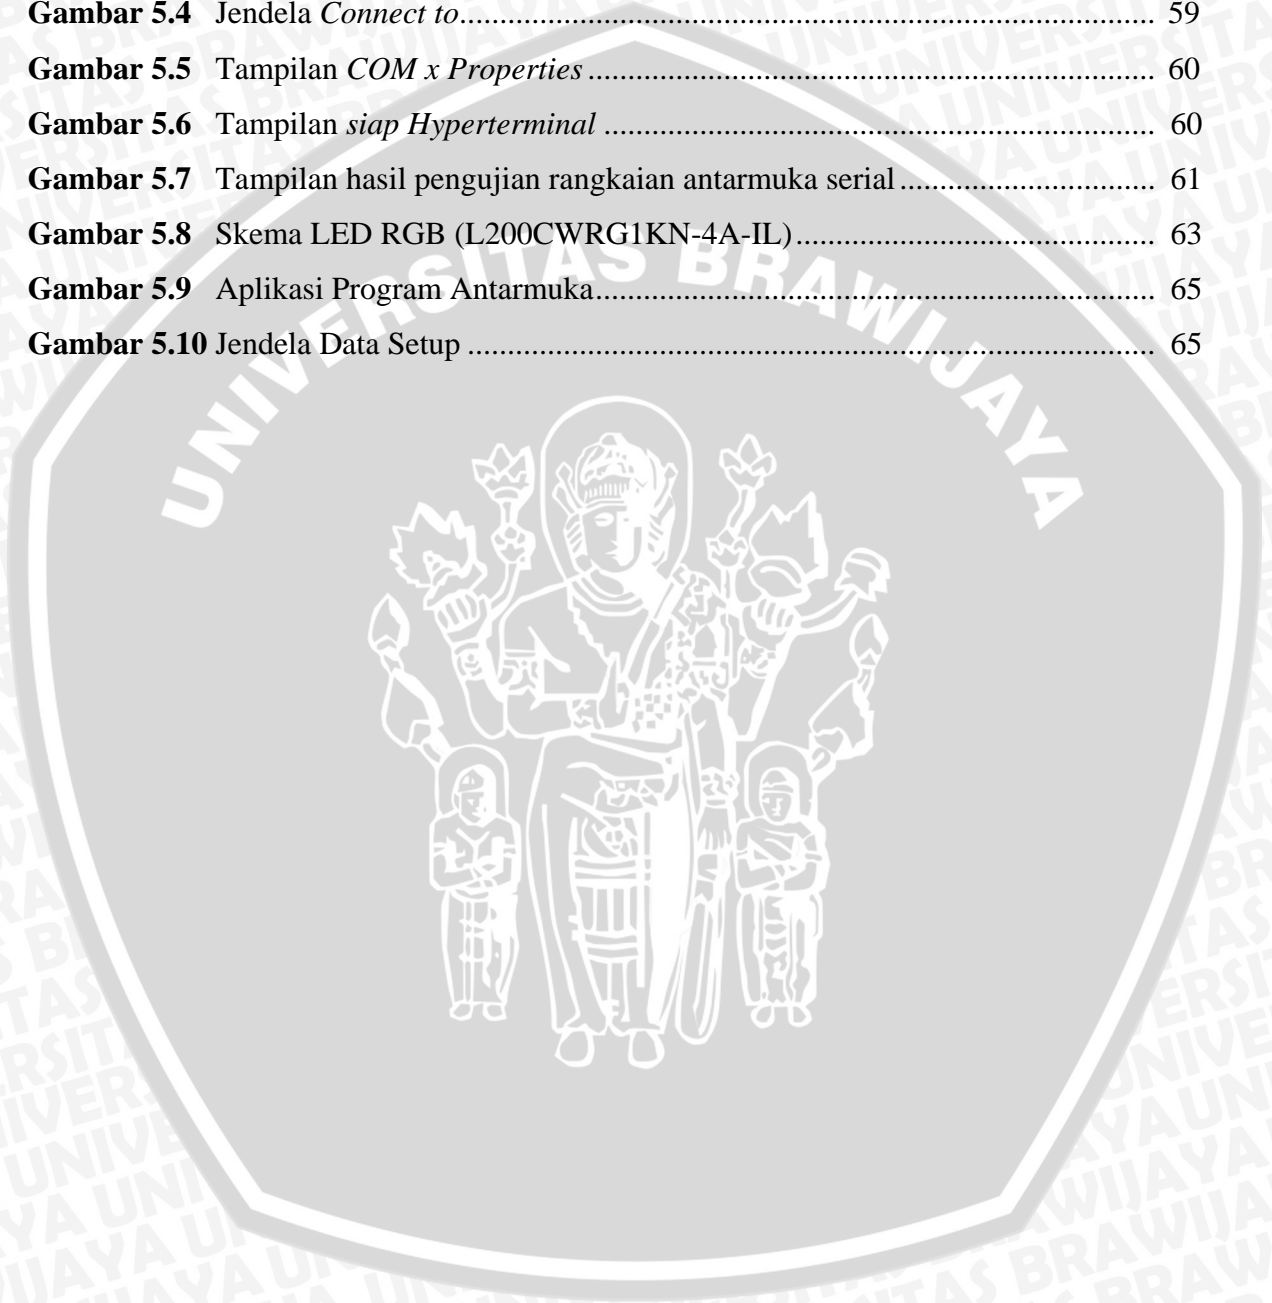 Gambar 5.4 Jendela Connect to.................................................................................... 59
Gambar 5.5 Tampilan COM x Properties.................................................................... 60
Gambar 5.6 Tampilan siap Hyperterminal .................................................................. 60
Gambar 5.7 Tampilan hasil pengujian rangkaian antarmuka serial............................... 61
Gambar 5.8 Skema LED RGB (L200CWRG1KN-4A-IL)........................................... 63
Gambar 5.9 Aplikasi Program Antarmuka................................................................... 65
Gambar 5.10 Jendela Data Setup ................................................................................. 65
UNIVERSITAS BRAWIJAYA